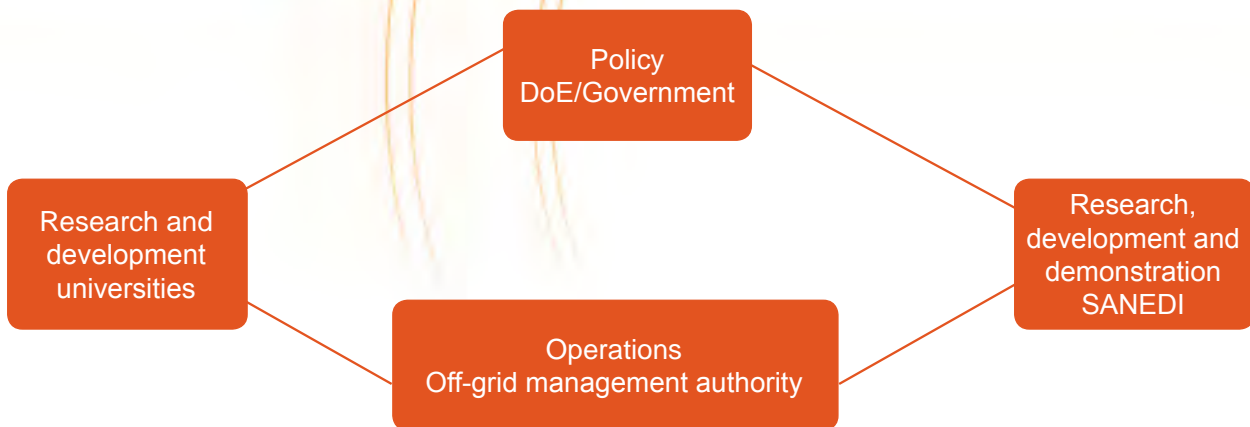 Policy
DoE/Government
Research and
development
universities
Research,
development and
demonstration
SANEDI
Operations
Off-grid management authority